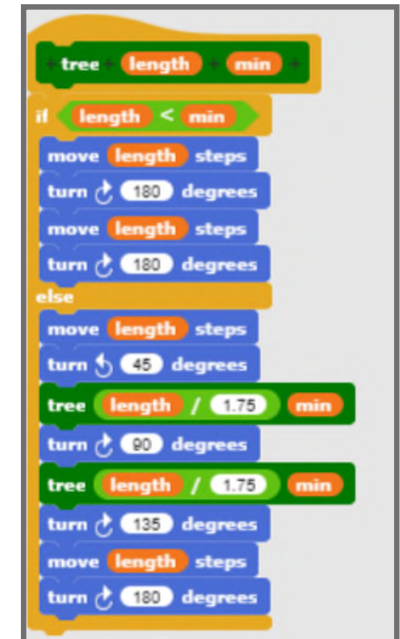 + tree + length + min +
if length < min
move length steps
turn ↻ 180 degrees
move length steps
turn ↻ 180 degrees
else
move length steps
turn ↺ 45 degrees
tree length / 1.75 min
turn ↻ 90 degrees
tree length / 1.75 min
turn ↻ 135 degrees
move length steps
turn ↻ 180 degrees